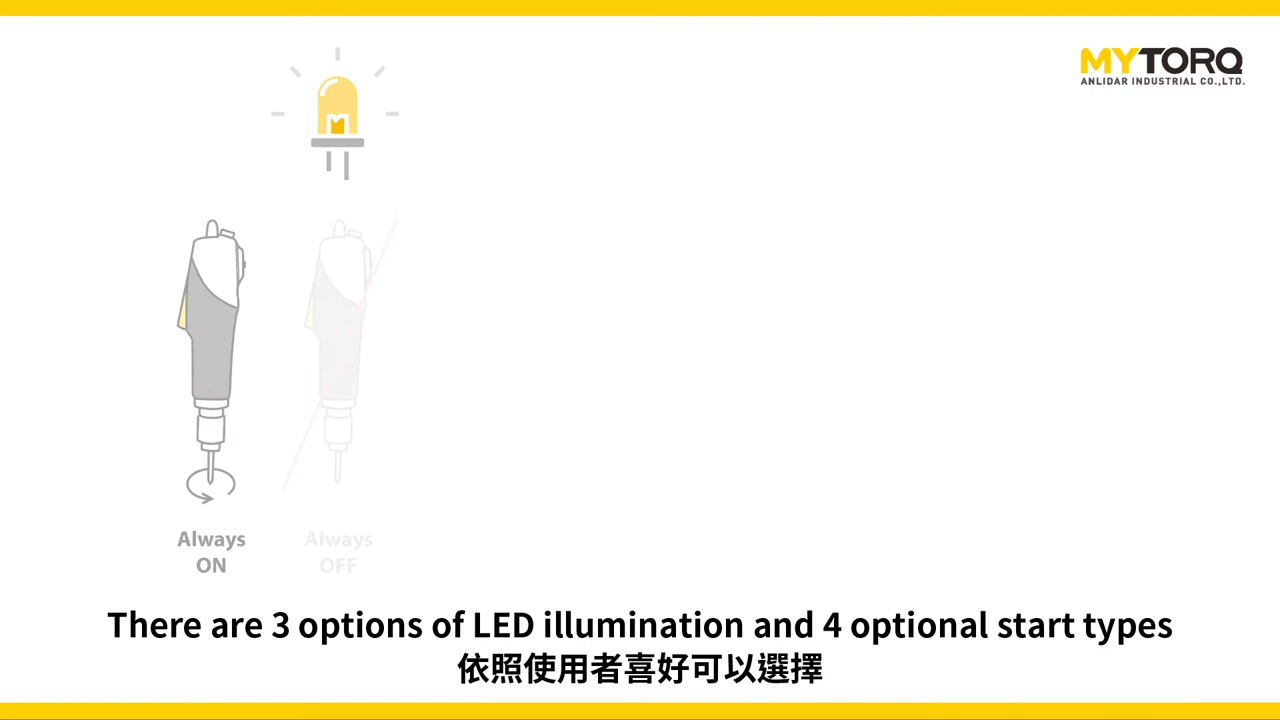 MYTORQ
ANLIDAR INDUSTRIAL CO.,LTD.
Always
ON
Always
OFF
There are 3 options of LED illumination and 4 optional start types
依照使用者喜好可以選擇